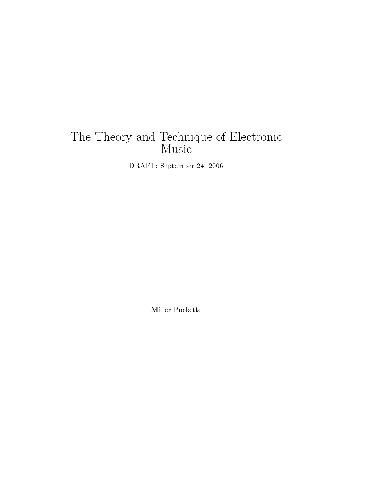 The Theory and Technique of Electronic
Music
DRAFT: September 24, 2006
Miller Puckette